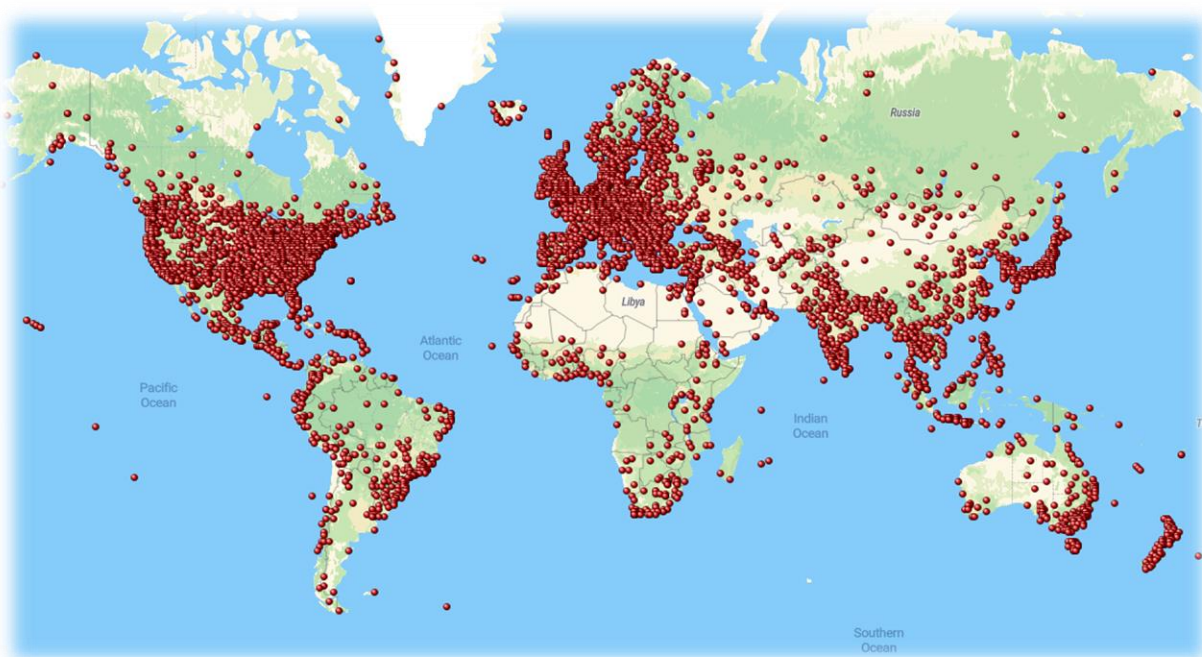 Russia
Libya
Atlantic
Ocean
Pacific
Ocean
Indian
Ocean
T
Southern
Ocean